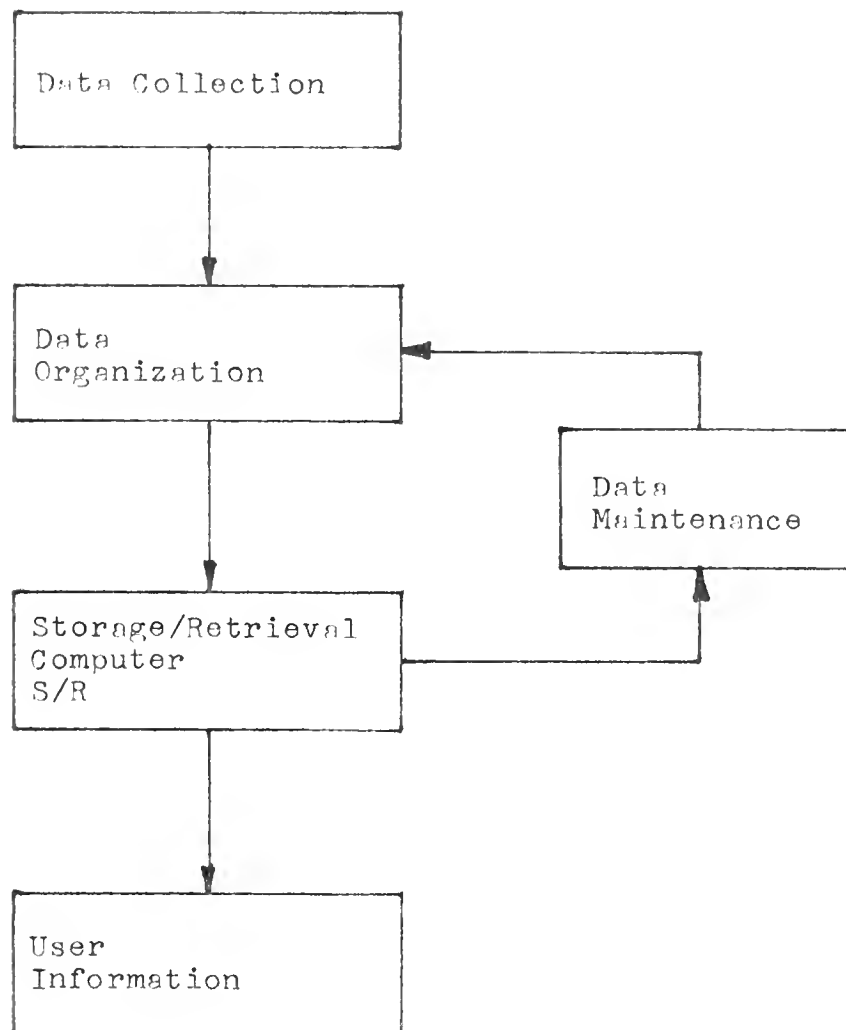 Data Collection
Data
Organization
Data
Maintenance
Storage/Retrieval
Computer
S/R
User
Information